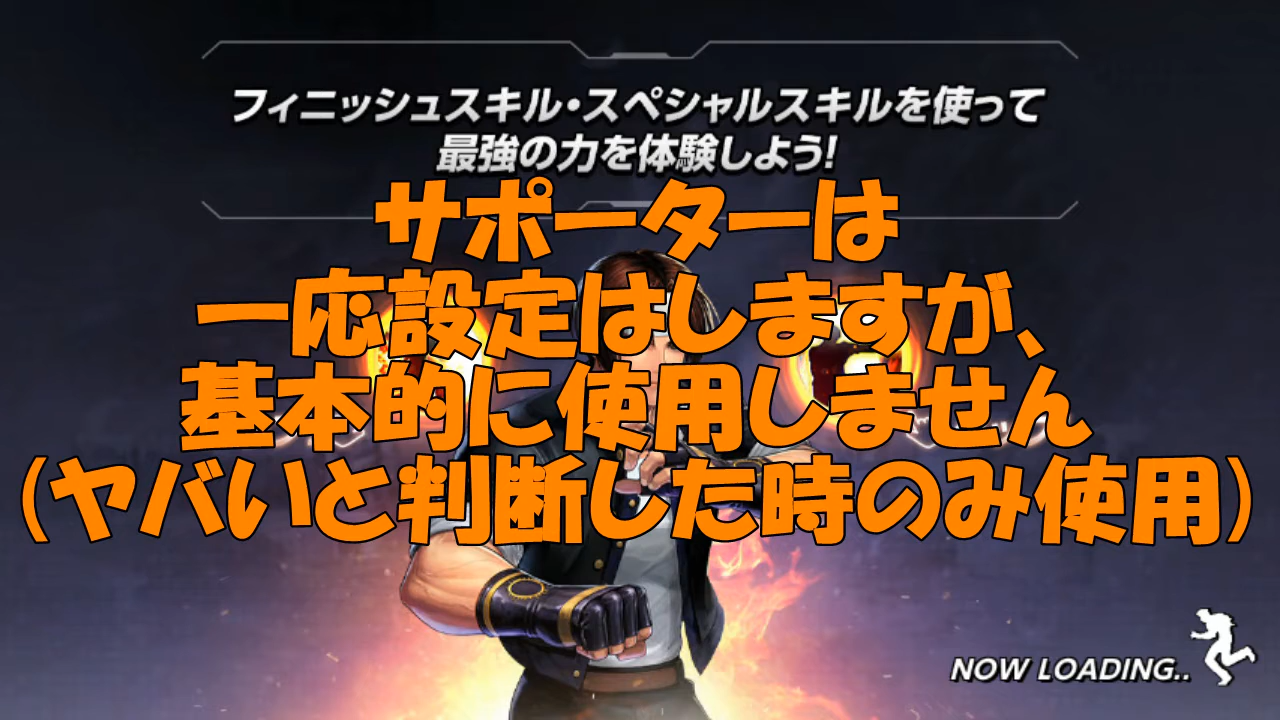 フィニッシュスキル・スペシャルスキルを使って
最強の力を体験しよう!
サポーターは
一応設定はしますが、
基本的に使用しません
(ヤバいと判断した時のみ使用)
NOW LOADING..